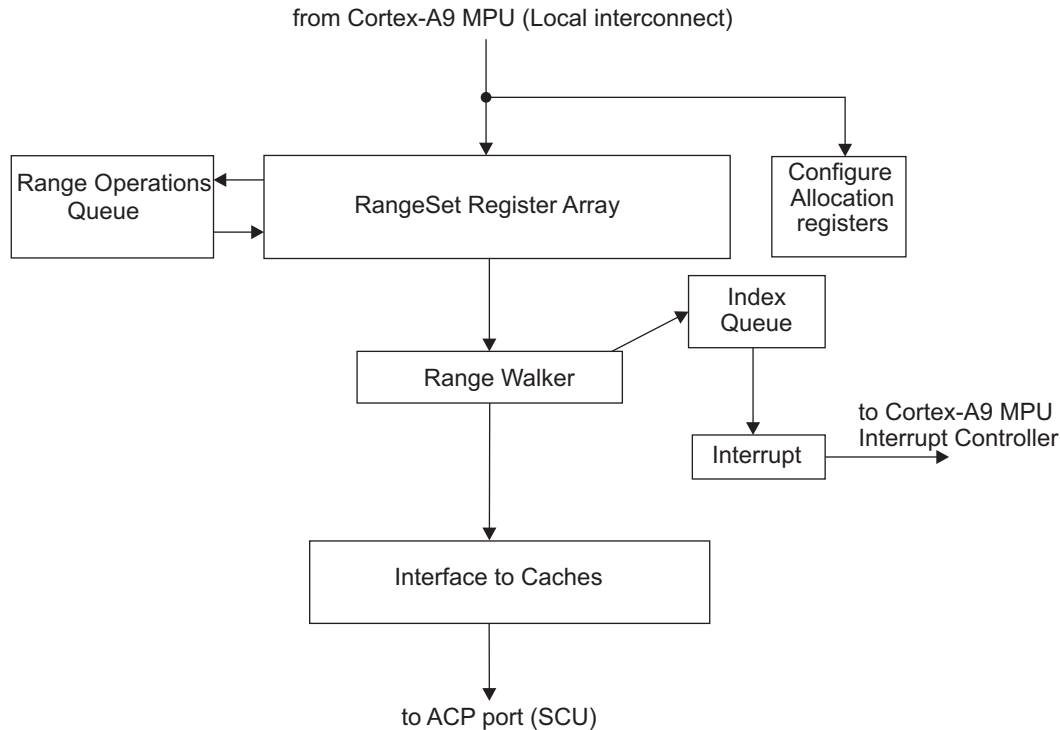 from Cortex-A9 MPU (Local interconnect)
Range Operations
Queue
RangeSet Register Array
Configure
Allocation
registers
Index
Queue
Range Walker
to Cortex-A9 MPU
Interrupt Controller
Interrupt
Interface to Caches
to ACP port (SCU)